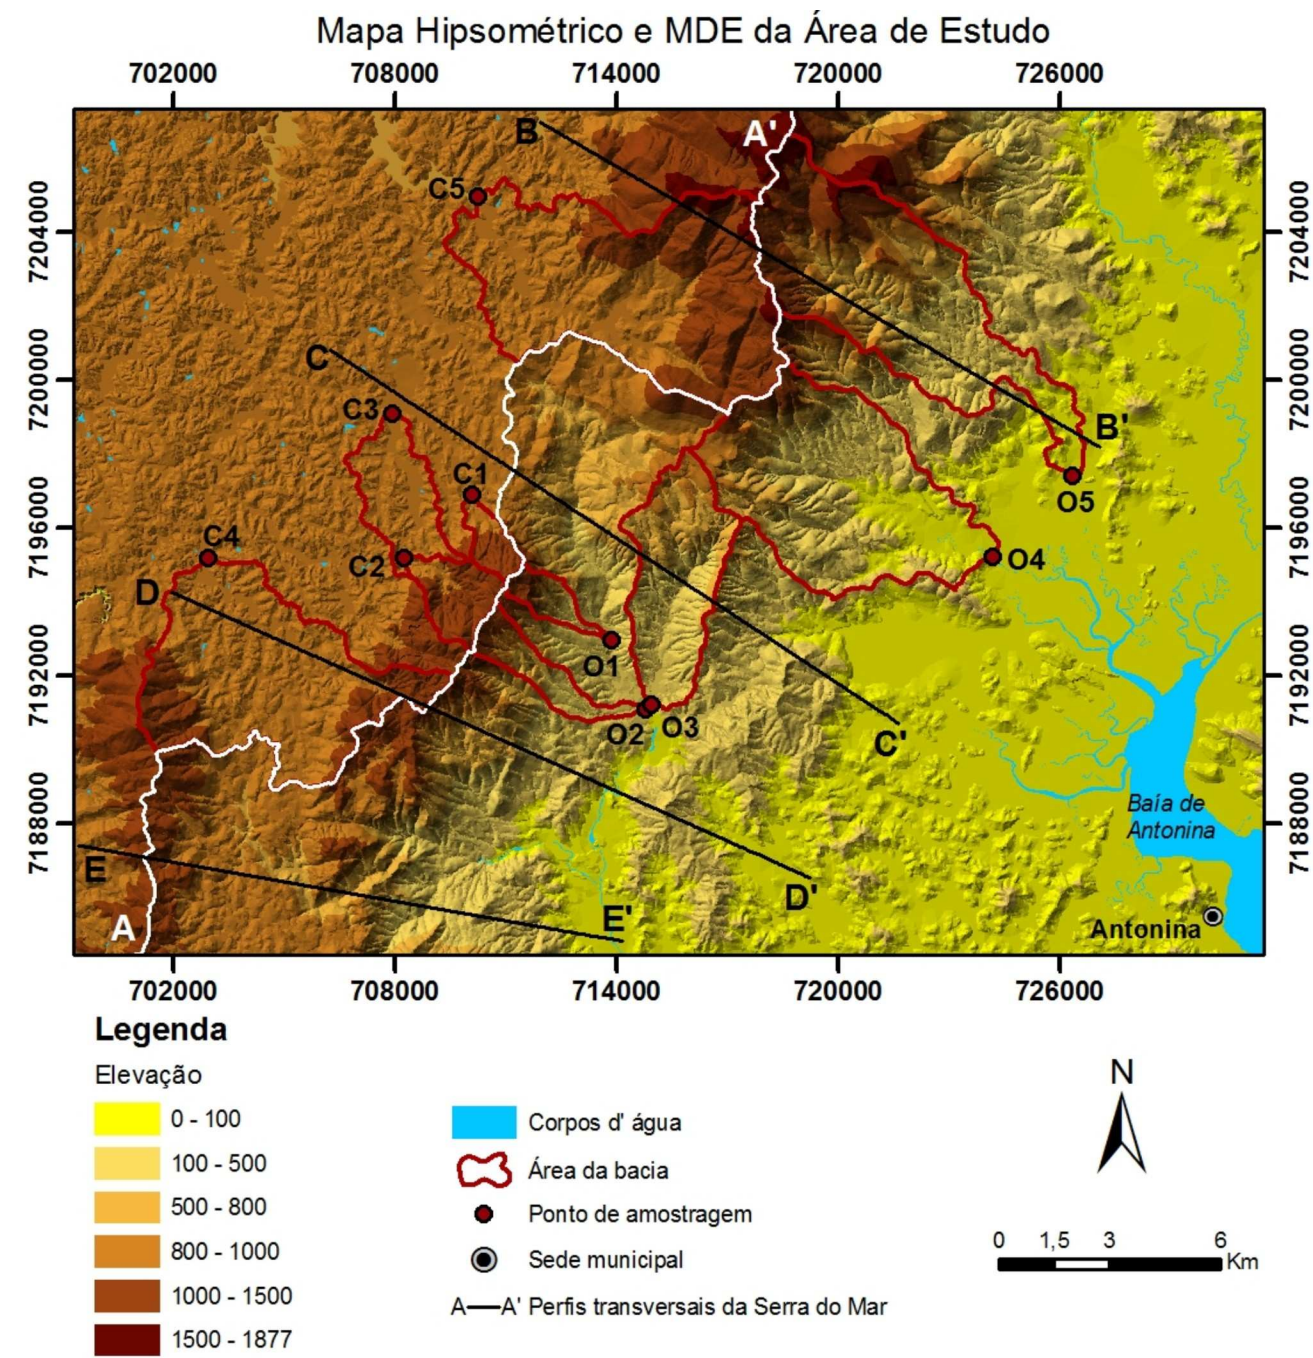 Mapa Hipsométrico e MDE da Área de Estudo
702000 708000 714000 720000 726000
B
A'
C5
7204000
7204000
C
7200000
7200000
C3
B'
C1
O5
7196000
7196000
C4
O4
C2
D
O1
7192000
7192000
O2 O3
C'
Baía de
Antonina
7188000
7188000
E
D'
E'
A
Antonina
702000 708000 714000 720000 726000
Legenda
Elevação
0 - 100
100 - 500
500 - 800
800 - 1000
1000 - 1500
1500 - 1877
Corpos d' água
Área da bacia
Ponto de amostragem
Sede municipal
A A' Perfis transversais da Serra do Mar
N
0 1,5 3 6
Km